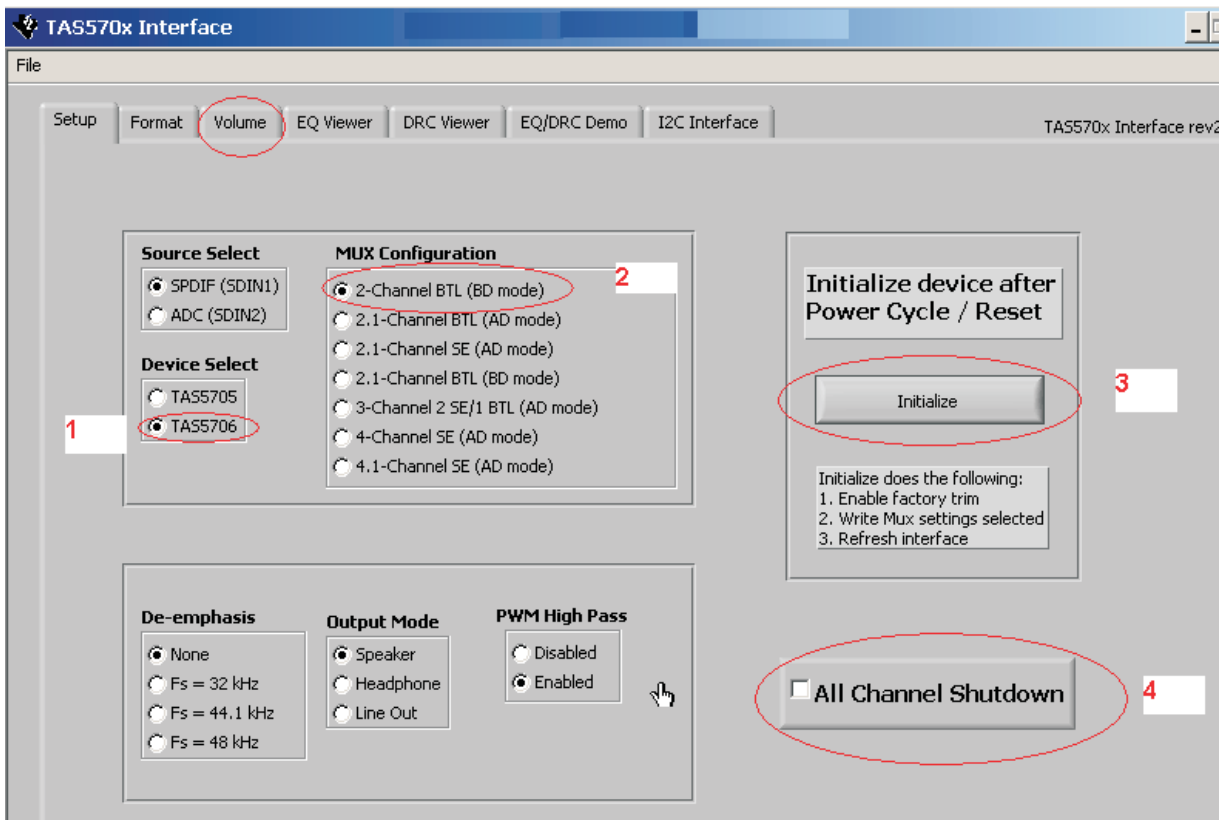 TAS570x Interface
File
Setup Format Volume EQ Viewer DRC Viewer EQ/DRC Demo I2C Interface
TAS570x Interface rev2
Source Select
SPDIF (SDIN1)
ADC (SDIN2)
Device Select
TAS5705
TAS5706
1
MUX Configuration
2-Channel BTL (BD mode)
2.1-Channel BTL (AD mode)
2.1-Channel SE (AD mode)
2.1-Channel BTL (BD mode)
3-Channel 2 SE/1 BTL (AD mode)
4-Channel SE (AD mode)
4.1-Channel SE (AD mode)
2
Initialize device after
Power Cycle / Reset
Initialize
3
Initialize does the following:
1. Enable factory trim
2. Write Mux settings selected
3. Refresh interface
De-emphasis
None
Fs = 32 kHz
Fs = 44.1 kHz
Fs = 48 kHz
Output Mode
Speaker
Headphone
Line Out
PWM High Pass
Disabled
Enabled
All Channel Shutdown
4